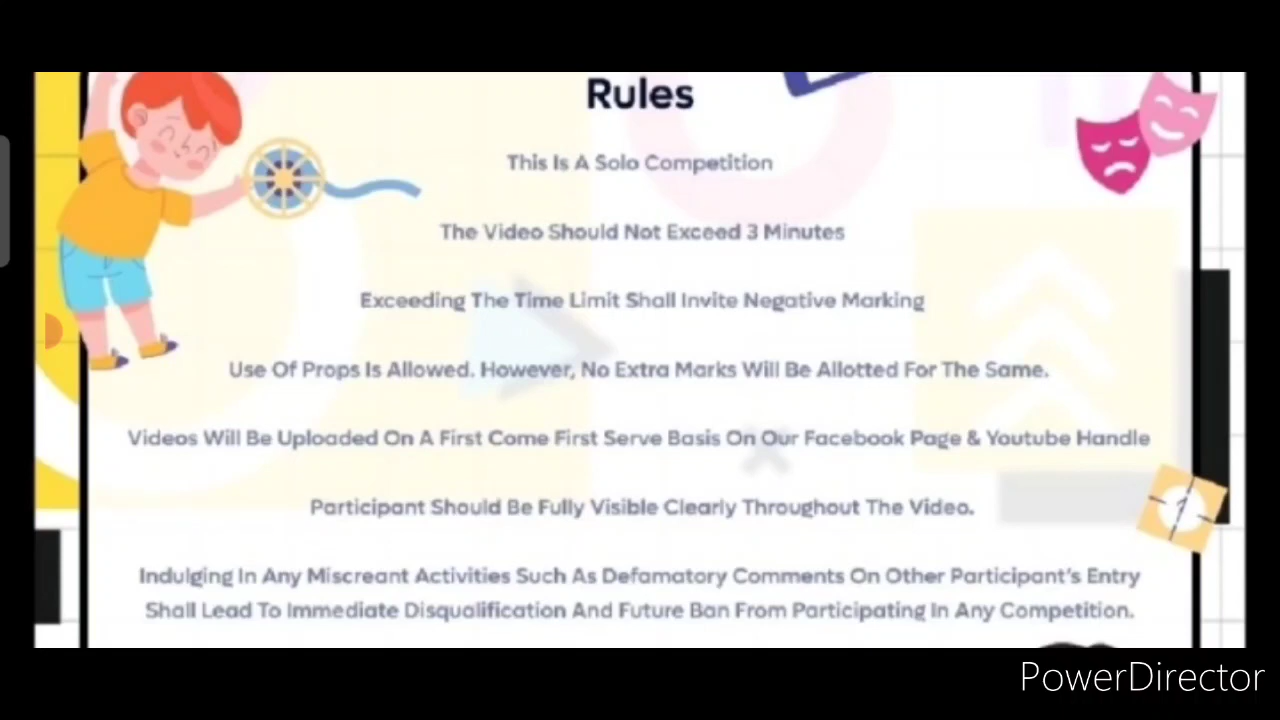 Rules
This Is A Solo Competition
The Video Should Not Exceed 3 Minutes
Exceeding The Time Limit Shall Invite Negative Marking
Use Of Props Is Allowed. However, No Extra Marks Will Be Allotted For The Same.
Videos Will Be Uploaded On A First Come First Serve Basis On Our Facebook Page & Youtube Handle
Participant Should Be Fully Visible Clearly Throughout The Video.
Indulging In Any Miscreant Activities Such As Defamatory Comments On Other Participant's Entry
Shall Lead To Immediate Disqualification And Future Ban From Participating In Any Competition.
PowerDirector